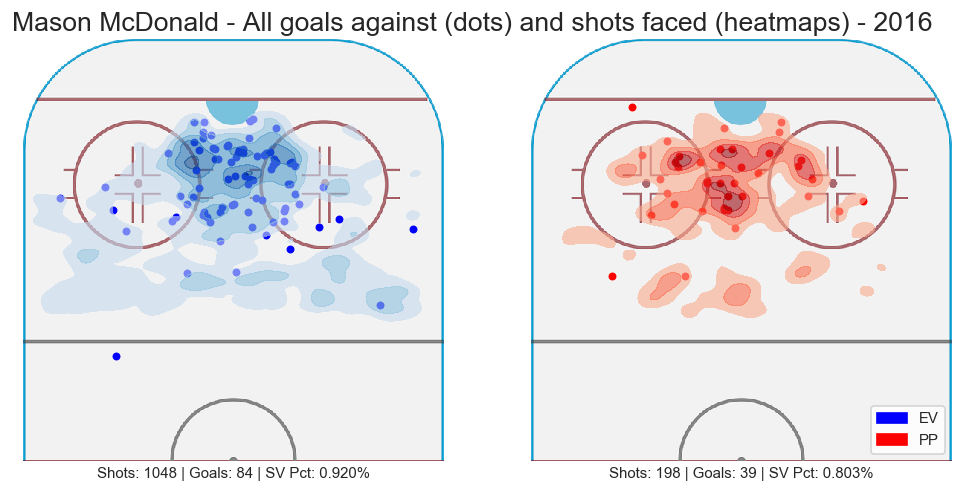 Mason McDonald - All goals against (dots) and shots faced (heatmaps) - 2016
EV
PP
Shots: 1048 | Goals: 84 | SV Pct: 0.920%
Shots: 198 | Goals: 39 | SV Pct: 0.803%